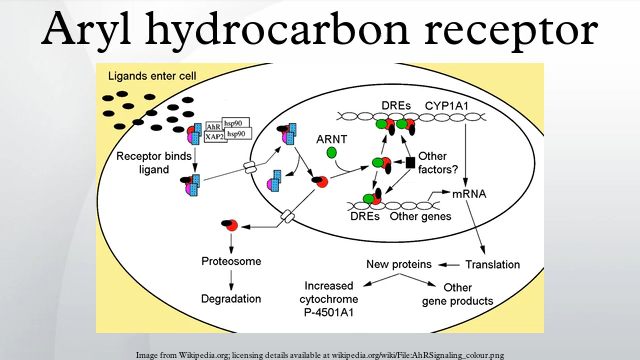 Aryl hydrocarbon receptor
Ligands enter cell
AhR hsp90
XAP2 hsp90
Receptor binds
ligand
ARNT
DREs CYP1A1
Other
factors?
mRNA
DREs Other genes
Proteosome
Degradation
New proteins
Translation
Increased
cytochrome
P-4501A1
Other
gene products
Image from Wikipedia.org; licensing details available at wikipedia.org/wiki/File:AhRSignaling_colour.png